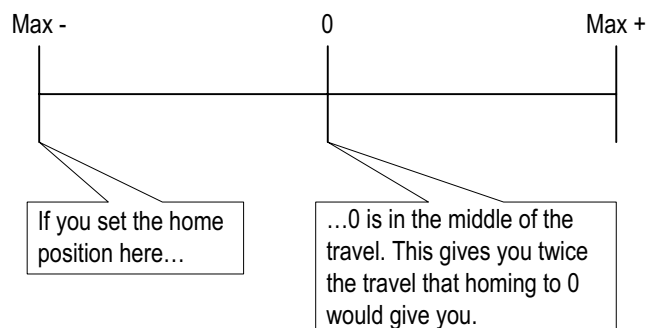 Max -
0
Max +
If you set the home
position here…
…0 is in the middle of the
travel. This gives you twice
the travel that homing to 0
would give you.